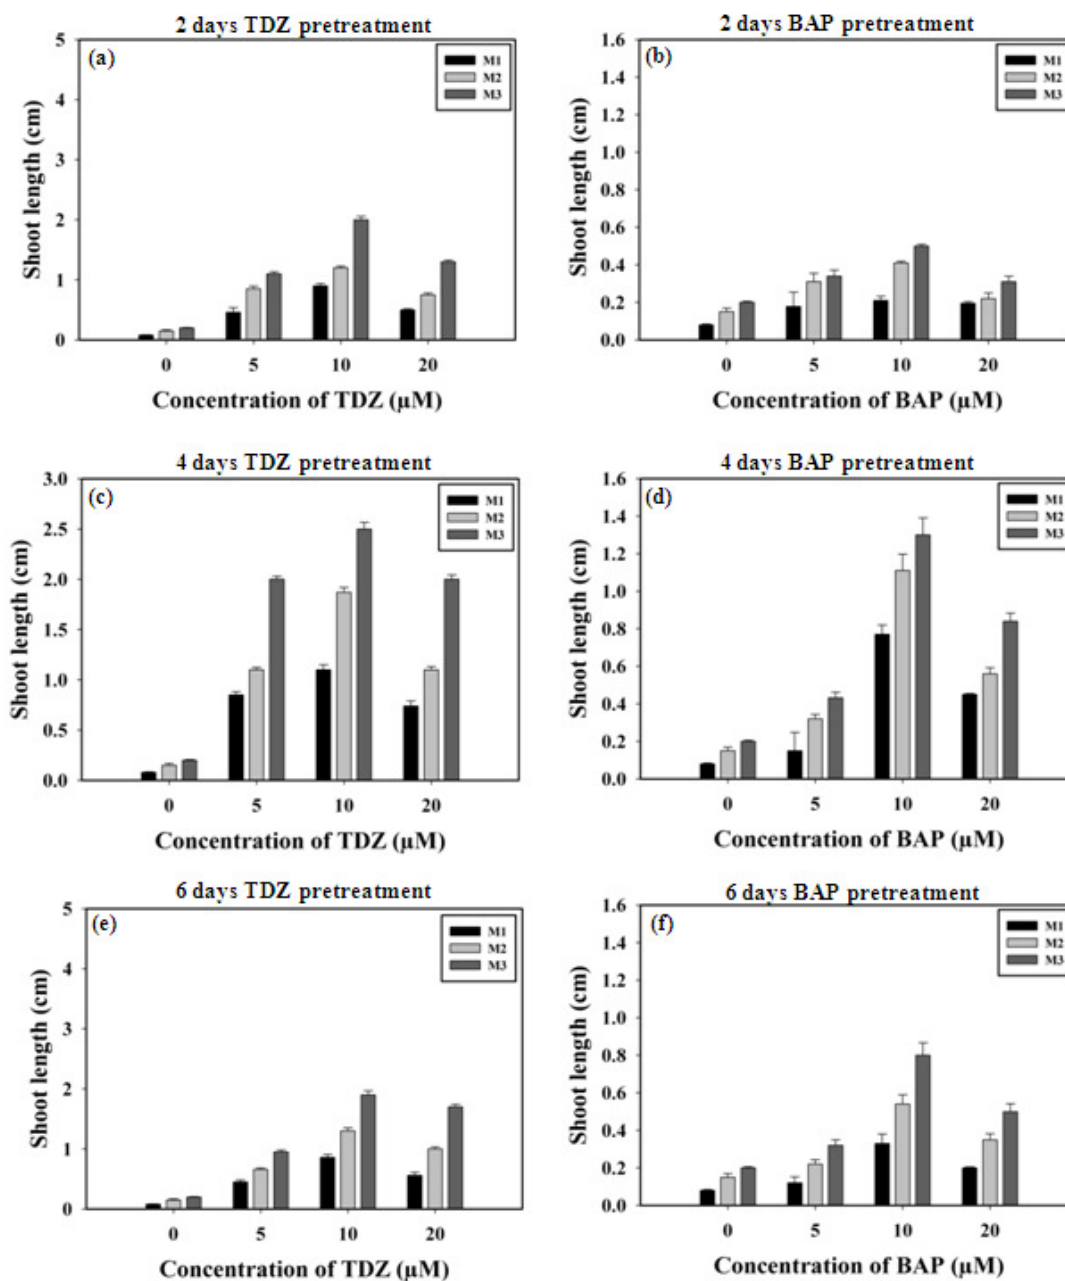 2 days TDZ pretreatment
(a)
M1
M2
M3
5
4
3
2
1
0
Shoot length (cm)
0 5 10 20
Concentration of TDZ (μM)
2 days BAP pretreatment
(b)
M1
M2
M3
1.6
1.4
1.2
1.0
0.8
0.6
0.4
0.2
0.0
Shoot length (cm)
0 5 10 20
Concentration of BAP (μM)
4 days TDZ pretreatment
(c)
M1
M2
M3
3.0
2.5
2.0
1.5
1.0
0.5
0.0
Shoot length (cm)
0 5 10 20
Concentration of TDZ (μM)
4 days BAP pretreatment
(d)
M1
M2
M3
1.6
1.4
1.2
1.0
0.8
0.6
0.4
0.2
0.0
Shoot length (cm)
0 5 10 20
Concentration of BAP (μM)
6 days TDZ pretreatment
(e)
M1
M2
M3
5
4
3
2
1
0
Shoot length (cm)
0 5 10 20
Concentration of TDZ (μM)
6 days BAP pretreatment
(f)
M1
M2
M3
1.6
1.4
1.2
1.0
0.8
0.6
0.4
0.2
0.0
Shoot length (cm)
0 5 10 20
Concentration of BAP (μM)